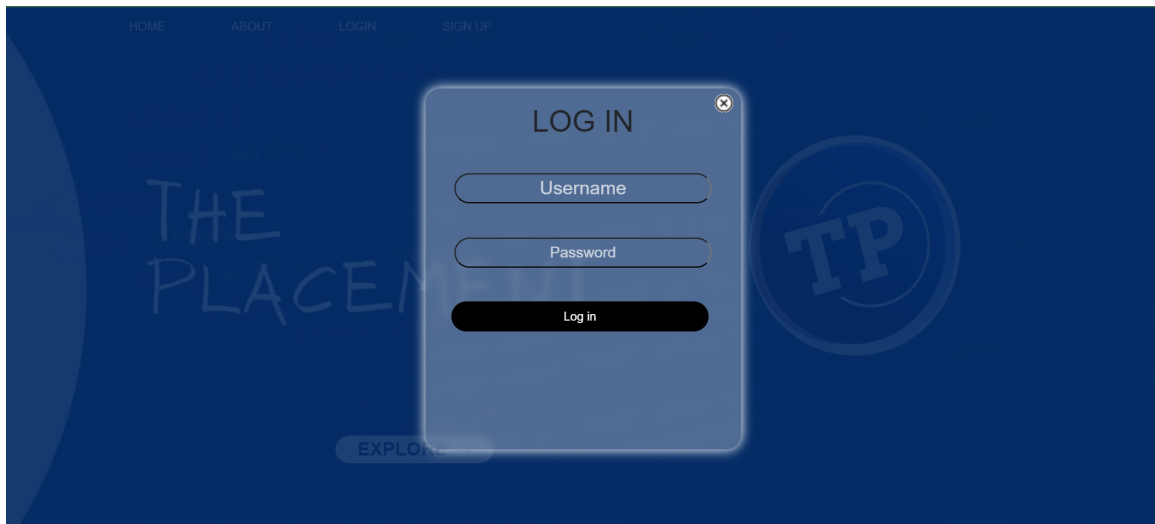 HOME ABOUT LOGIN SIGN UP
LOG IN
Username
Password
Log in
THE
PLACEMENT
TP
EXPLORE